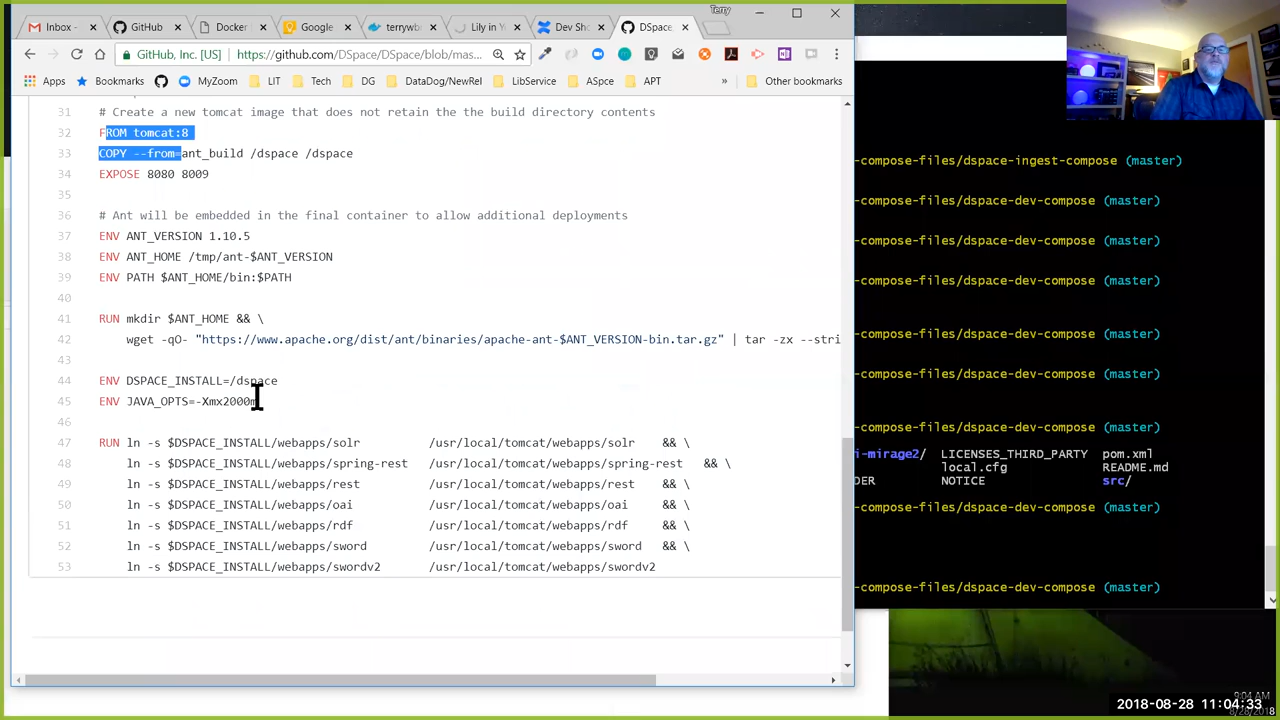 Terry
Inbox -
GitHub
Docker
Google
terrywb
Lily in Y
Dev Sho
DSpace
GitHub, Inc. [US] | https://github.com/DSpace/DSpace/blob/mas...
Apps Bookmarks MyZoom LIT Tech OG DataDog/NewRel LibService ASpce APT » Other bookmarks
31 # Create a new tomcat image that does not retain the the build directory contents
32 FROM tomcat:8
33 COPY --from=ant_build /dspace /dspace
34 EXPOSE 8080 8009
35
36 # Ant will be embedded in the final container to allow additional deployments
37 ENV ANT_VERSION 1.10.5
38 ENV ANT_HOME /tmp/ant-$ANT_VERSION
39 ENV PATH $ANT_HOME/bin:$PATH
40
41 RUN mkdir $ANT_HOME && \
42 wget -qO- "https://www.apache.org/dist/ant/binaries/apache-ant-$ANT_VERSION-bin.tar.gz" | tar -zx --stri
43
44 ENV DSPACE_INSTALL=/dspace
45 ENV JAVA_OPTS=-Xmx2000m
46
47 RUN ln -s $DSPACE_INSTALL/webapps/solr /usr/local/tomcat/webapps/solr && \
48 ln -s $DSPACE_INSTALL/webapps/spring-rest /usr/local/tomcat/webapps/spring-rest && \
49 ln -s $DSPACE_INSTALL/webapps/rest /usr/local/tomcat/webapps/rest && \
50 ln -s $DSPACE_INSTALL/webapps/oai /usr/local/tomcat/webapps/oai && \
51 ln -s $DSPACE_INSTALL/webapps/rdf /usr/local/tomcat/webapps/rdf && \
52 ln -s $DSPACE_INSTALL/webapps/sword /usr/local/tomcat/webapps/sword && \
53 ln -s $DSPACE_INSTALL/webapps/swordv2 /usr/local/tomcat/webapps/swordv2
-compose-files/dspace-ingest-compose (master)
-compose-files/dspace-dev-compose (master)
-compose-files/dspace-dev-compose (master)
-compose-files/dspace-dev-compose (master)
-compose-files/dspace-dev-compose (master)
-compose-files/dspace-dev-compose (master)
-compose-files/dspace-dev-compose (master)
i-mirage2/ LICENSES_THIRD_PARTY pom.xml
local.cfg README.md
DER NOTICE src/
-compose-files/dspace-dev-compose (master)
-compose-files/dspace-dev-compose (master)
9:04 AM
2018-08-28 11:04:33